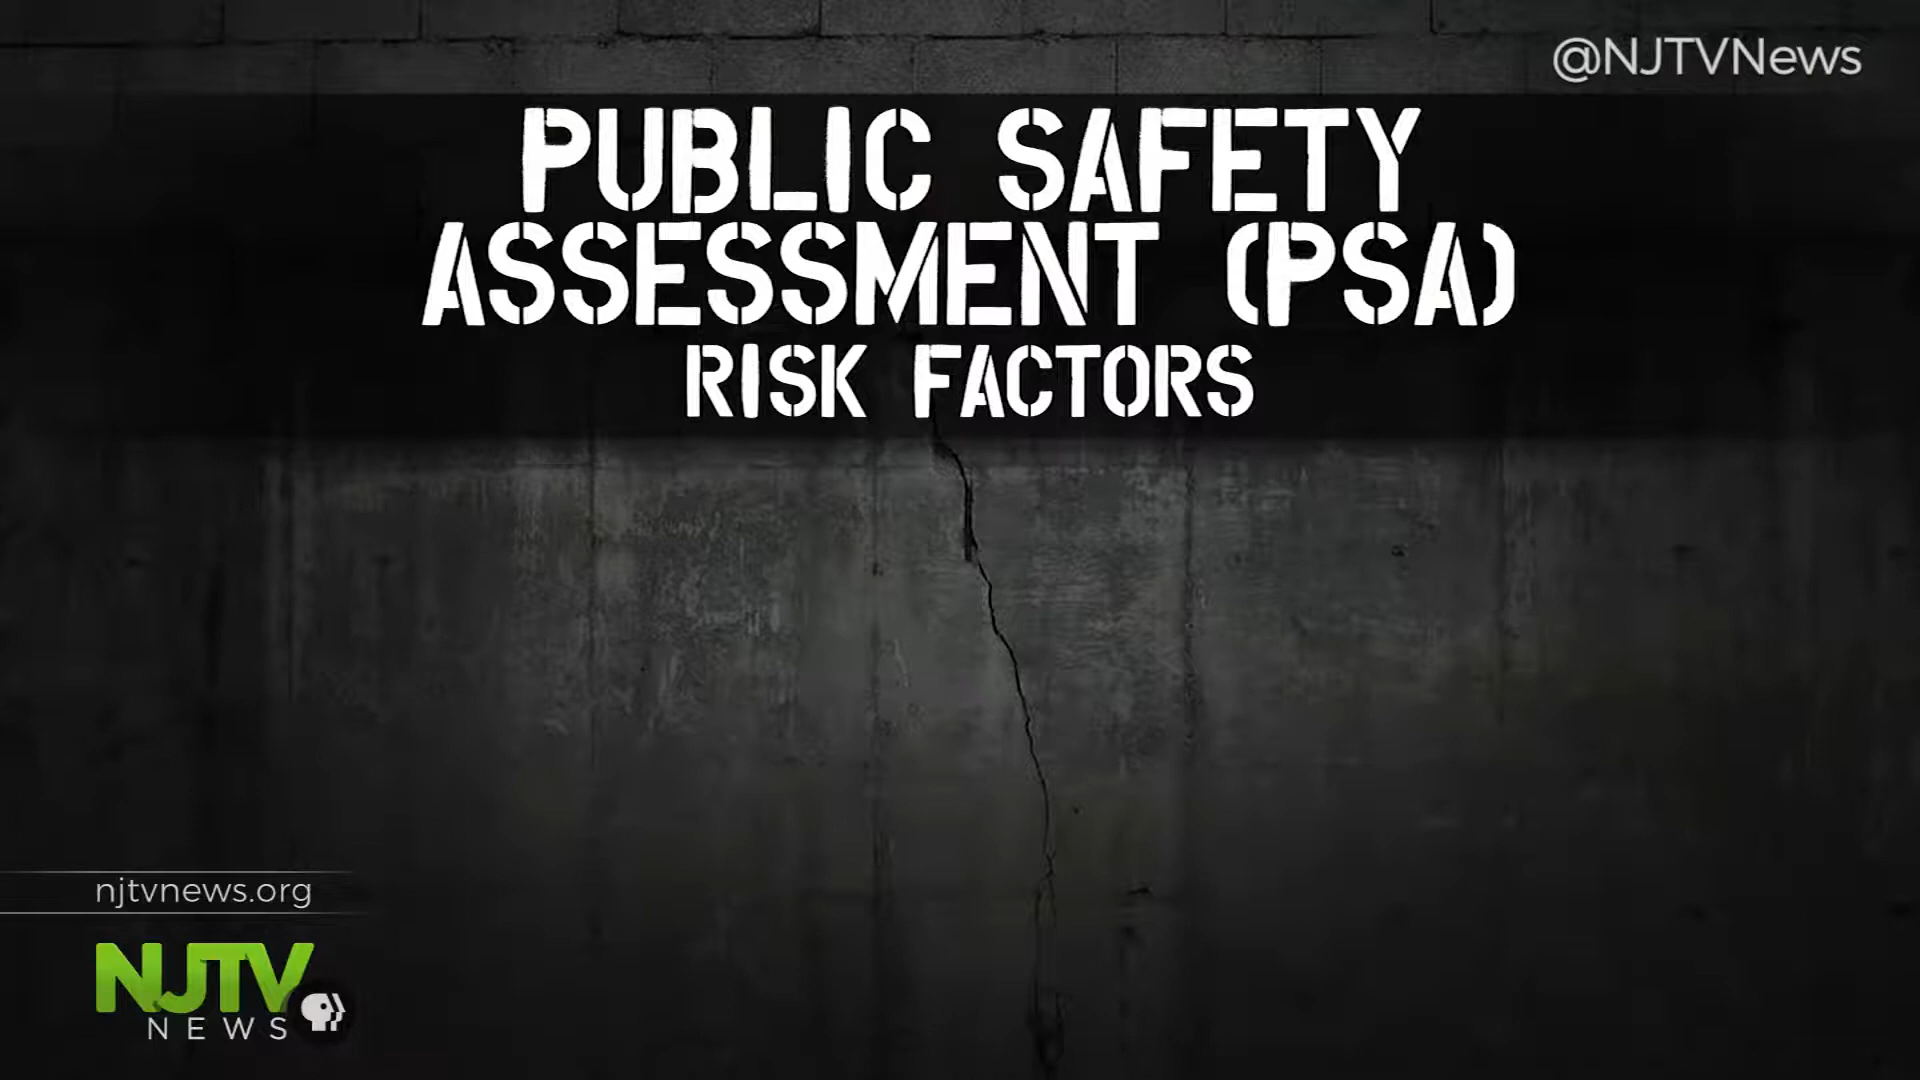 @NJTVNews
PUBLIC SAFETY
ASSESSMENT (PSA)
RISK FACTORS
njtvnews.org
NJTV
NEWS